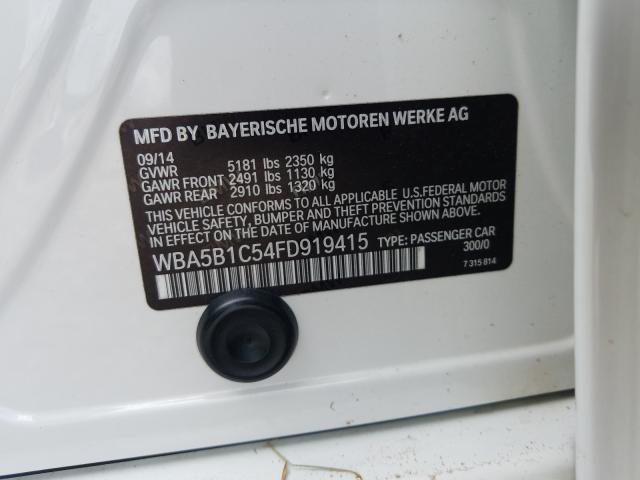 MFD BY BAYERISCHE MOTOREN WERKE AG
09/14
GVWR 5181 lbs 2350 kg
GAWR FRONT 2491 lbs 1130 kg
GAWR REAR 2910 lbs 1320 kg
THIS VEHICLE CONFORMS TO ALL APPLICABLE U.S.FEDERAL MOTOR
VEHICLE SAFETY, BUMPER AND THEFT PREVENTION STANDARDS
IN EFFECT ON THE DATE OF MANUFACTURE SHOWN ABOVE.
WBA5B1C54FD919415 TYPE: PASSENGER CAR
300/0
7 315 814